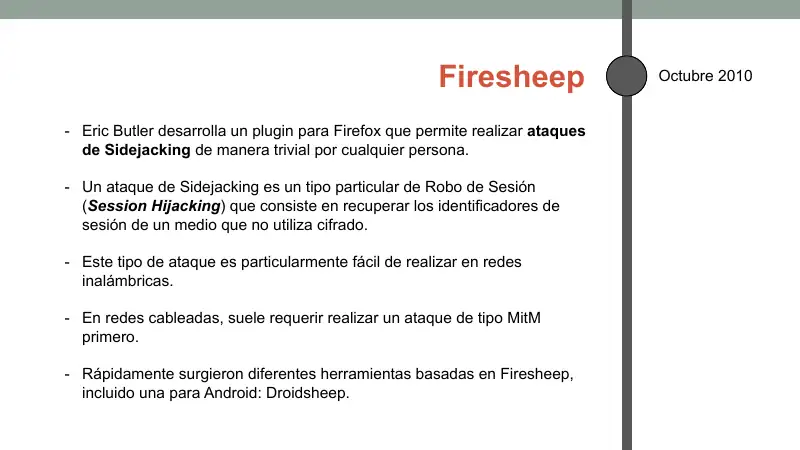 Firesheep
Octubre 2010
- Eric Butler desarrolla un plugin para Firefox que permite realizar ataques
de Sidejacking de manera trivial por cualquier persona.
- Un ataque de Sidejacking es un tipo particular de Robo de Sesión
(Session Hijacking) que consiste en recuperar los identificadores de
sesión de un medio que no utiliza cifrado.
- Este tipo de ataque es particularmente fácil de realizar en redes
inalámbricas.
- En redes cableadas, suele requerir realizar un ataque de tipo MitM
primero.
- Rápidamente surgieron diferentes herramientas basadas en Firesheep,
incluido una para Android: Droidsheep.